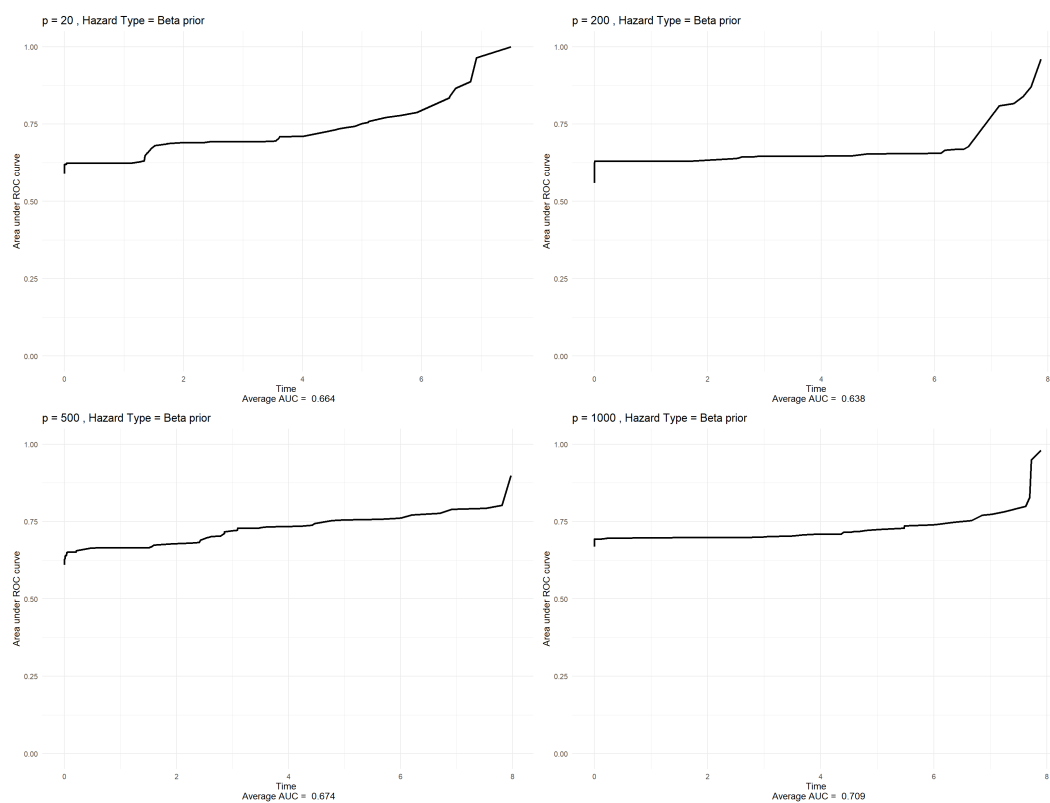 p = 20 , Hazard Type = Beta prior
1.00
0.75
0.50
0.25
0.00
Area under ROC curve
0 2 4 6
Time
Average AUC = 0.664
p = 200 , Hazard Type = Beta prior
1.00
0.75
0.50
0.25
0.00
Area under ROC curve
0 2 4 6 8
Time
Average AUC = 0.638
p = 500 , Hazard Type = Beta prior
1.00
0.75
0.50
0.25
0.00
Area under ROC curve
0 2 4 6 8
Time
Average AUC = 0.674
p = 1000 , Hazard Type = Beta prior
1.00
0.75
0.50
0.25
0.00
Area under ROC curve
0 2 4 6 8
Time
Average AUC = 0.709